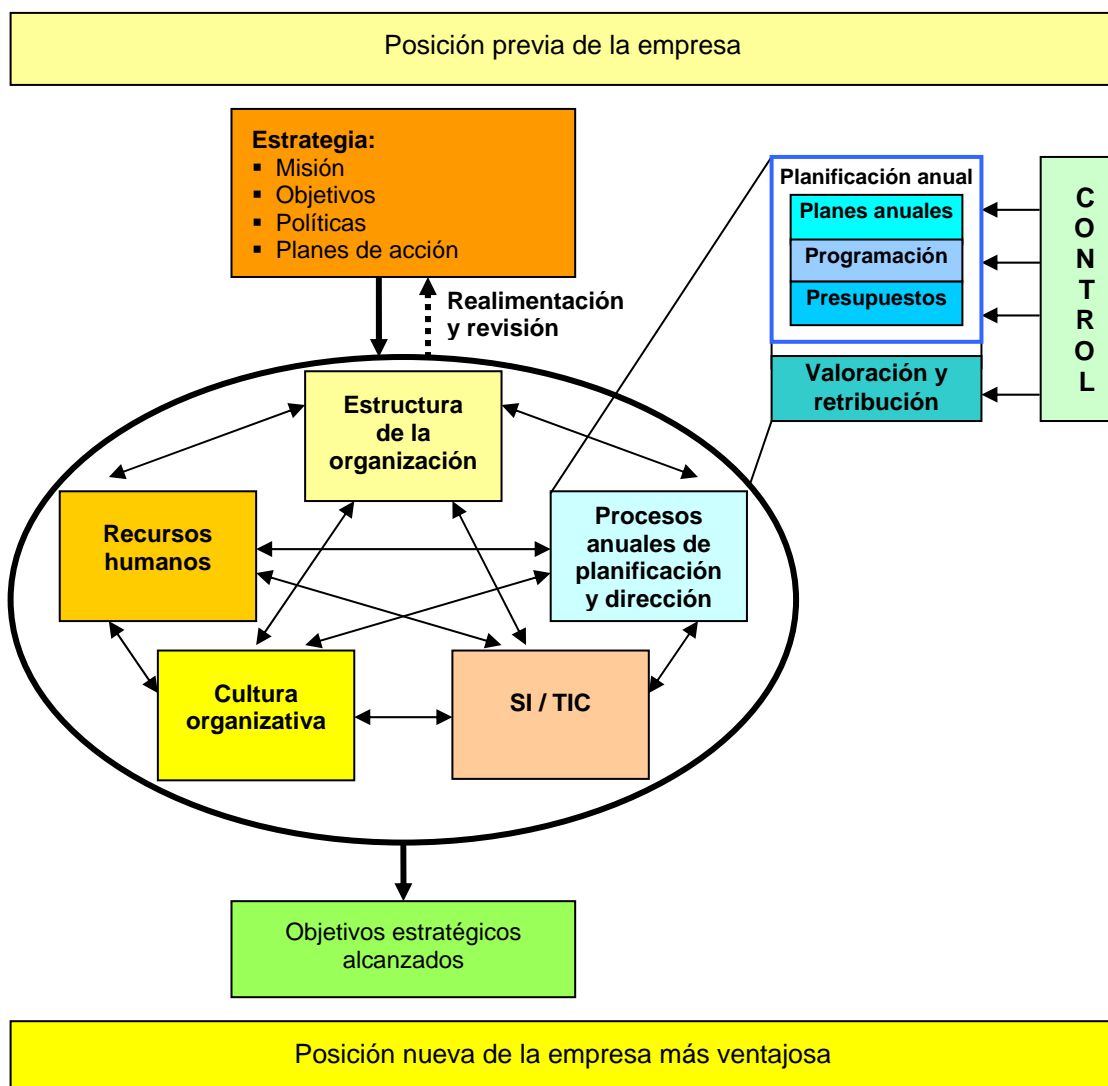 Posición previa de la empresa
Estrategia:
▪ Misión
▪ Objetivos
▪ Políticas
▪ Planes de acción
Realimentación
y revisión
Planificación anual
Planes anuales
Programación
Presupuestos
Valoración y
retribución
C
O
N
T
R
O
L
Estructura
de la
organización
Recursos
humanos
Procesos
anuales de
planificación
y dirección
Cultura
organizativa
SI / TIC
Objetivos estratégicos
alcanzados
Posición nueva de la empresa más ventajosa